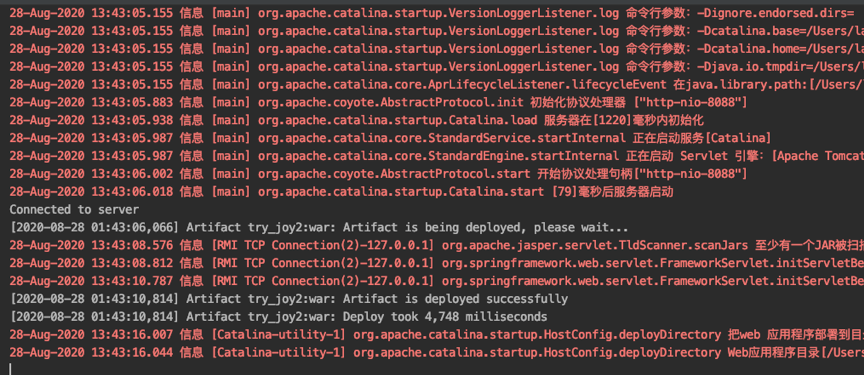 28-Aug-2020 13:43:05.155 信息 [main] org.apache.catalina.startup.VersionLoggerListener.log 命令行参数：-Dignore.endorsed.dirs=
28-Aug-2020 13:43:05.155 信息 [main] org.apache.catalina.startup.VersionLoggerListener.log 命令行参数：-Dcatalina.base=/Users/la
28-Aug-2020 13:43:05.155 信息 [main] org.apache.catalina.startup.VersionLoggerListener.log 命令行参数：-Dcatalina.home=/Users/la
28-Aug-2020 13:43:05.155 信息 [main] org.apache.catalina.startup.VersionLoggerListener.log 命令行参数：-Djava.io.tmpdir=/Users/l
28-Aug-2020 13:43:05.155 信息 [main] org.apache.catalina.core.AprLifecycleListener.lifecycleEvent 在java.library.path:[/Users/
28-Aug-2020 13:43:05.883 信息 [main] org.apache.coyote.AbstractProtocol.init 初始化协议处理器 ["http-nio-8088"]
28-Aug-2020 13:43:05.938 信息 [main] org.apache.catalina.startup.Catalina.load 服务器在[1220]毫秒内初始化
28-Aug-2020 13:43:05.987 信息 [main] org.apache.catalina.core.StandardService.startInternal 正在启动服务[Catalina]
28-Aug-2020 13:43:05.987 信息 [main] org.apache.catalina.core.StandardEngine.startInternal 正在启动 Servlet 引擎：[Apache Tomcat
28-Aug-2020 13:43:06.002 信息 [main] org.apache.coyote.AbstractProtocol.start 开始协议处理句柄["http-nio-8088"]
28-Aug-2020 13:43:06.018 信息 [main] org.apache.catalina.startup.Catalina.start [79]毫秒后服务器启动
Connected to server
[2020-08-28 01:43:06,066] Artifact try_joy2:war: Artifact is being deployed, please wait...
28-Aug-2020 13:43:08.576 信息 [RMI TCP Connection(2)-127.0.0.1] org.apache.jasper.servlet.TldScanner.scanJars 至少有一个JAR被扫描
28-Aug-2020 13:43:08.812 信息 [RMI TCP Connection(2)-127.0.0.1] org.springframework.web.servlet.FrameworkServlet.initServletBe
28-Aug-2020 13:43:10.787 信息 [RMI TCP Connection(2)-127.0.0.1] org.springframework.web.servlet.FrameworkServlet.initServletBe
[2020-08-28 01:43:10,814] Artifact try_joy2:war: Artifact is deployed successfully
[2020-08-28 01:43:10,814] Artifact try_joy2:war: Deploy took 4,748 milliseconds
28-Aug-2020 13:43:16.007 信息 [Catalina-utility-1] org.apache.catalina.startup.HostConfig.deployDirectory 把web 应用程序部署到目录
28-Aug-2020 13:43:16.044 信息 [Catalina-utility-1] org.apache.catalina.startup.HostConfig.deployDirectory Web应用程序目录[/Users